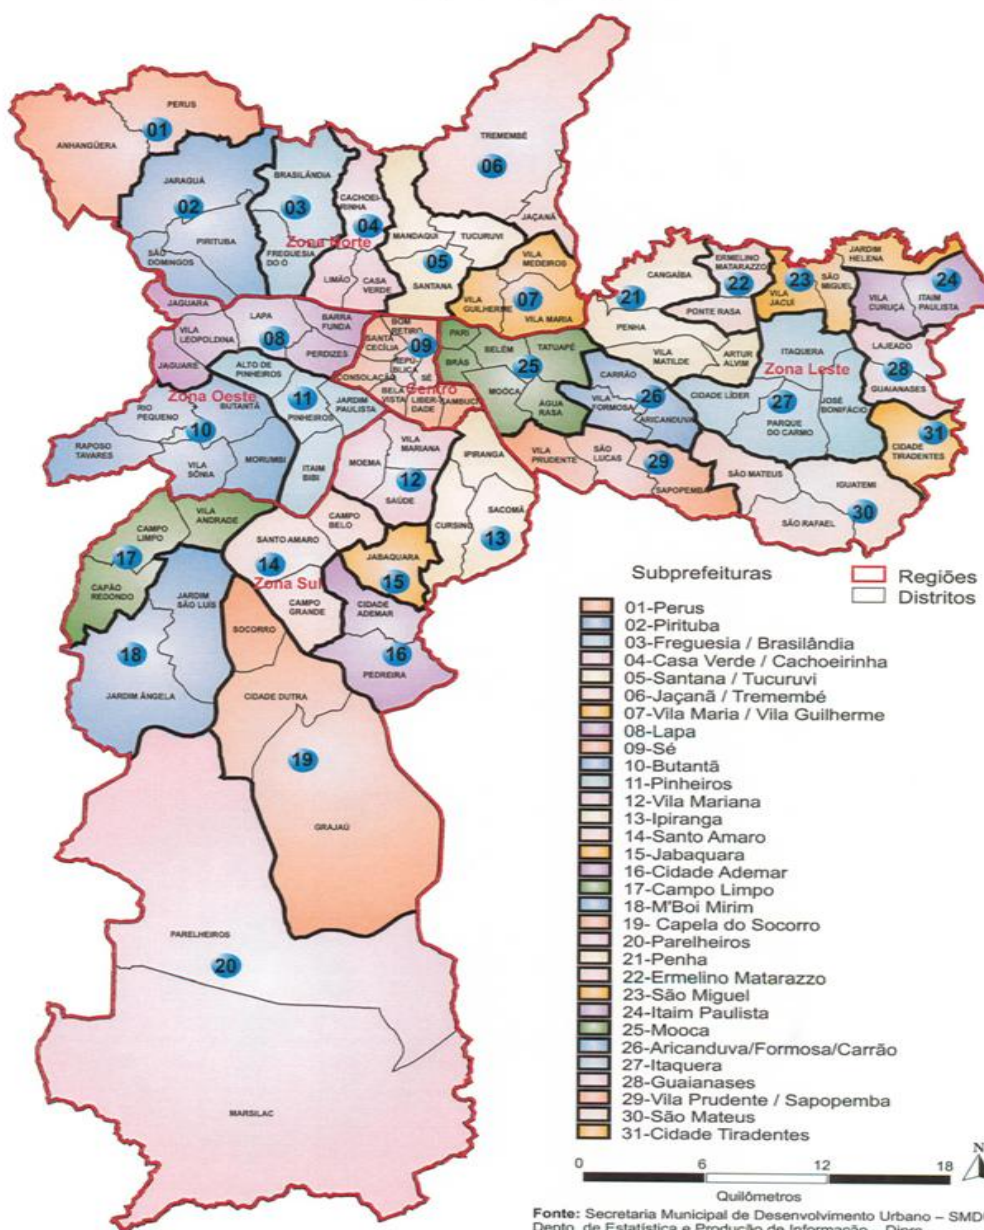 PERUS
01
ANHANGÜERA
TREMEMBÉ
06
JARAGUÁ
02
BRASILÂNDIA
03
CACHOEI-
RINHA
04
JAÇANÃ
PIRITUBA
SÃO
DOMINGOS
Zona Norte
FREGUESIA
DO Ó
MANDAQUI
TUCURUVI
05
SANTANA
LIMÃO
CASA
VERDE
VILA
MEDEIROS
07
VILA
GUILHERME
VILA MARIA
CANGAÍBA
21
PENHA
ERMELINO
MATARAZZO
22
PONTE RASA
23
VILA
JACUÍ
SÃO
MIGUEL
JARDIM
HELENA
24
VILA
CURUÇÁ
ITAIM
PAULISTA
JAGUARA
LAPA
VILA
LEOPOLDINA
08
BARRA
FUNDA
PERDIZES
JAGUARÉ
BOM
RETIRO
SANTA
CECÍLIA
09
REPÚ-
BLICA
SÉ
CONSOLAÇÃO
Centro
BELA
VISTA
LIBER-
DADE
CAMBUCI
PARI
BRÁS
BELÉM
TATUAPÉ
25
MOOCA
ÁGUA
RASA
VILA
MATILDE
ARTUR
ALVIM
CARRÃO
VILA
FORMOSA
26
ARICANDUVA
ITAQUERA
Zona Leste
CIDADE LÍDER
27
JOSÉ
BONIFÁCIO
PARQUE
DO CARMO
LAJEADO
28
GUAIANASES
31
CIDADE
TIRADENTES
ALTO DE
PINHEIROS
11
PINHEIROS
JARDIM
PAULISTA
Zona Oeste
RIO
PEQUENO
BUTANTÃ
10
RAPOSO
TAVARES
VILA
SÔNIA
MORUMBI
ITAIM
BIBI
MOEMA
VILA
MARIANA
12
SAÚDE
IPIRANGA
CURSINO
SACOMÃ
13
VILA
PRUDENTE
SÃO
LUCAS
29
SAPOPEMBA
SÃO MATEUS
IGUATEMI
30
SÃO RAFAEL
VILA
ANDRADE
CAMPO
LIMPO
17
CAPÃO
REDONDO
CAMPO
BELO
SANTO AMARO
14
Zona Sul
CAMPO
GRANDE
JABAQUARA
15
CIDADE
ADEMAR
16
PEDREIRA
JARDIM
SÃO LUÍS
18
JARDIM ÂNGELA
SOCORRO
CIDADE DUTRA
19
GRAJAÚ
PARELHEIROS
20
MARSILAC
Subprefeituras
Regiões
Distritos
01-Perus
02-Pirituba
03-Freguesia / Brasilândia
04-Casa Verde / Cachoeirinha
05-Santana / Tucuruvi
06-Jaçanã / Tremembé
07-Vila Maria / Vila Guilherme
08-Lapa
09-Sé
10-Butantã
11-Pinheiros
12-Vila Mariana
13-Ipiranga
14-Santo Amaro
15-Jabaquara
16-Cidade Ademar
17-Campo Limpo
18-M'Boi Mirim
19- Capela do Socorro
20-Parelheiros
21-Penha
22-Ermelino Matarazzo
23-São Miguel
24-Itaim Paulista
25-Mooca
26-Aricanduva/Formosa/Carrão
27-Itaquera
28-Guaianases
29-Vila Prudente / Sapopemba
30-São Mateus
31-Cidade Tiradentes
N
0 6 12 18
Quilômetros
Fonte: Secretaria Municipal de Desenvolvimento Urbano – SMD
Depto. de Estatística e Produção de Informação – Dipro